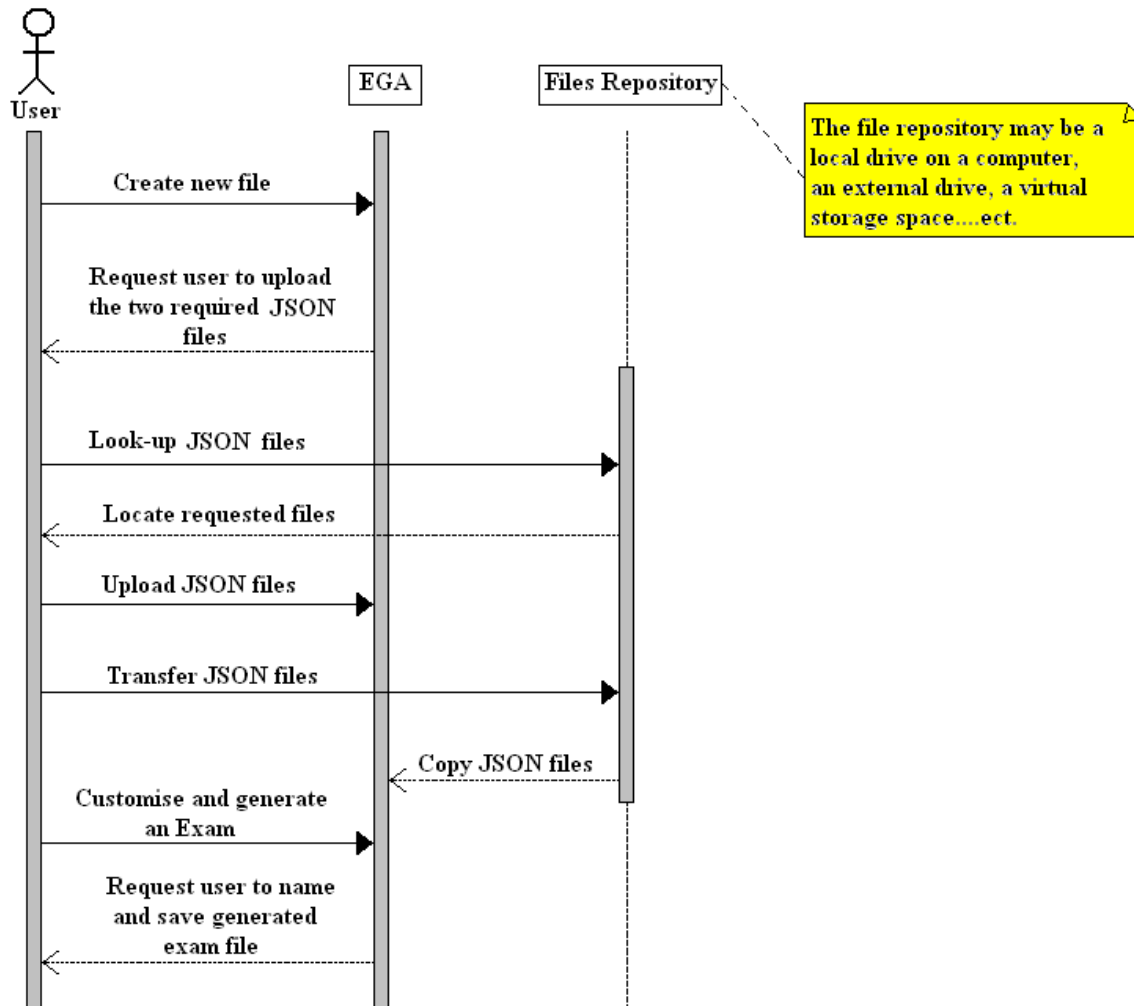 User
EGA
Files Repository
The file repository may be a
local drive on a computer,
an external drive, a virtual
storage space....ect.
Create new file
Request user to upload
the two required JSON
files
Look-up JSON files
Locate requested files
Upload JSON files
Transfer JSON files
Copy JSON files
Customise and generate
an Exam
Request user to name
and save generated
exam file